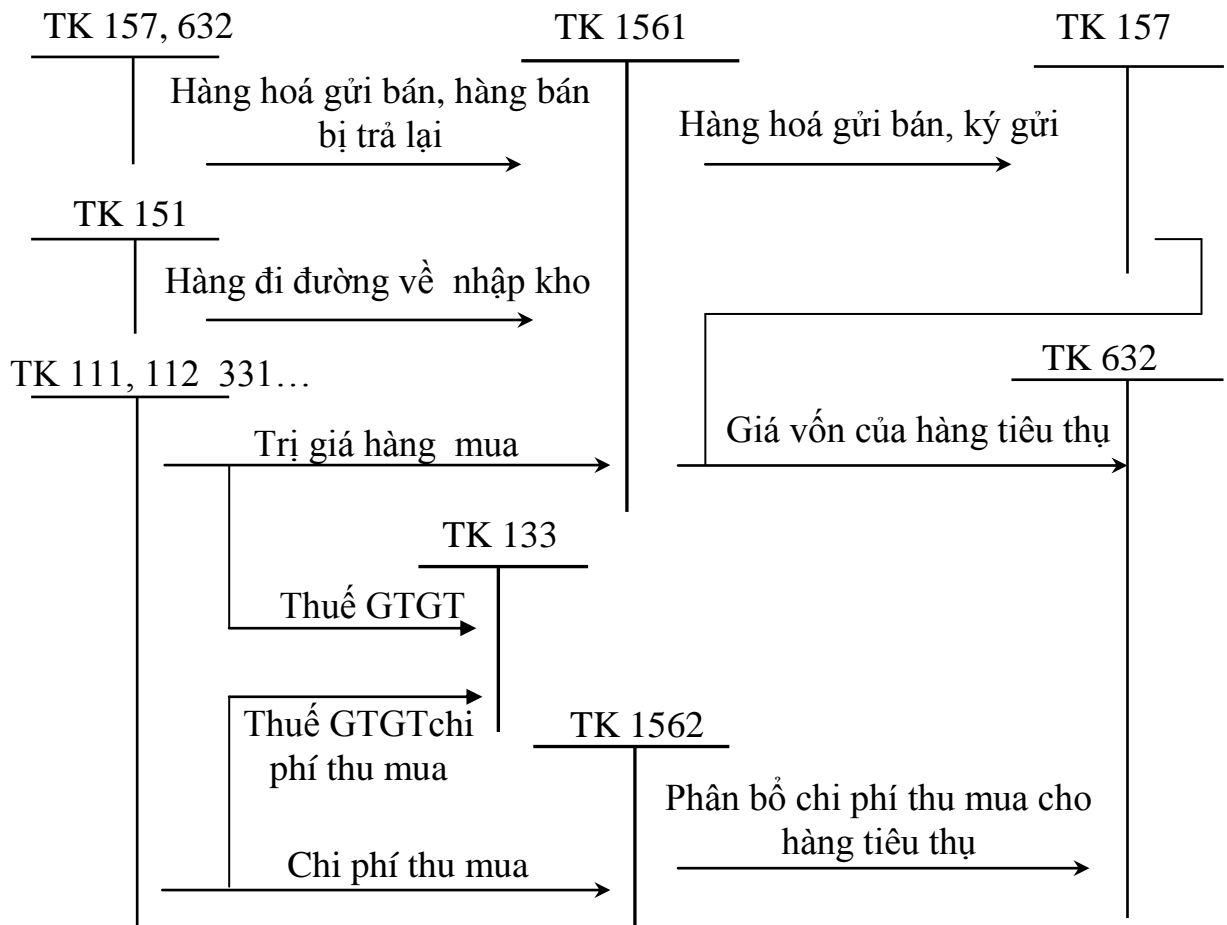 TK 157, 632
TK 1561
TK 157
Hàng hoá gửi bán, hàng bán
bị trả lại
Hàng hoá gửi bán, ký gửi
TK 151
Hàng đi đường về nhập kho
TK 111, 112 331…
TK 632
Trị giá hàng mua
Giá vốn của hàng tiêu thụ
TK 133
Thuế GTGT
Thuế GTGTchi
phí thu mua
TK 1562
Phân bổ chi phí thu mua cho
hàng tiêu thụ
Chi phí thu mua